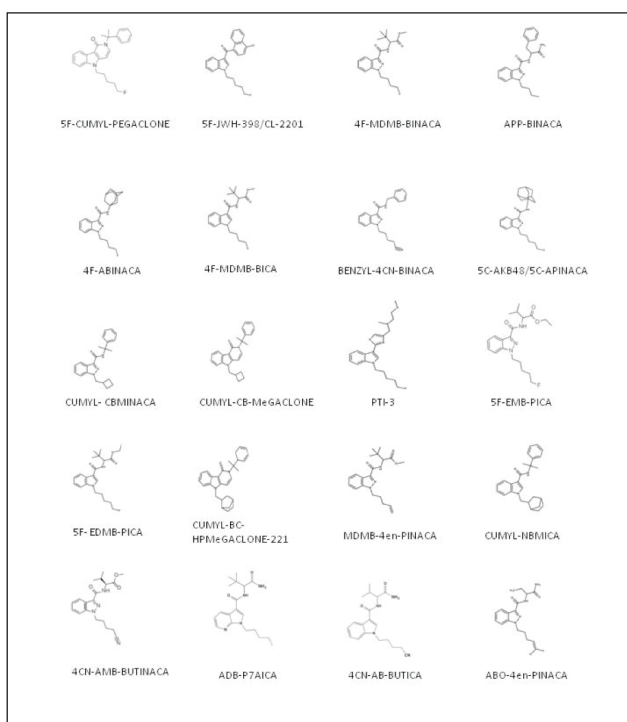 5F-CUMYL-PEGACLONE
5F-JWH-398/CL-2201
4F-MDMB-BINACA
APP-BINACA
4F-ABINACA
4F-MDMB-BICA
BENZYL-4CN-BINACA
5C-AKB48/5C-APINACA
CUMYL- CBMINACA
CUMYL-CB-MeGACLONE
PTI-3
5F-EMB-PICA
5F- EDMB-PICA
CUMYL-BC-
HPMeGACLONE-221
MDMB-4en-PINACA
CUMYL-NBMICA
4CN-AMB-BUTINACA
ADB-P7AICA
4CN-AB-BUTICA
ABO-4en-PINACA